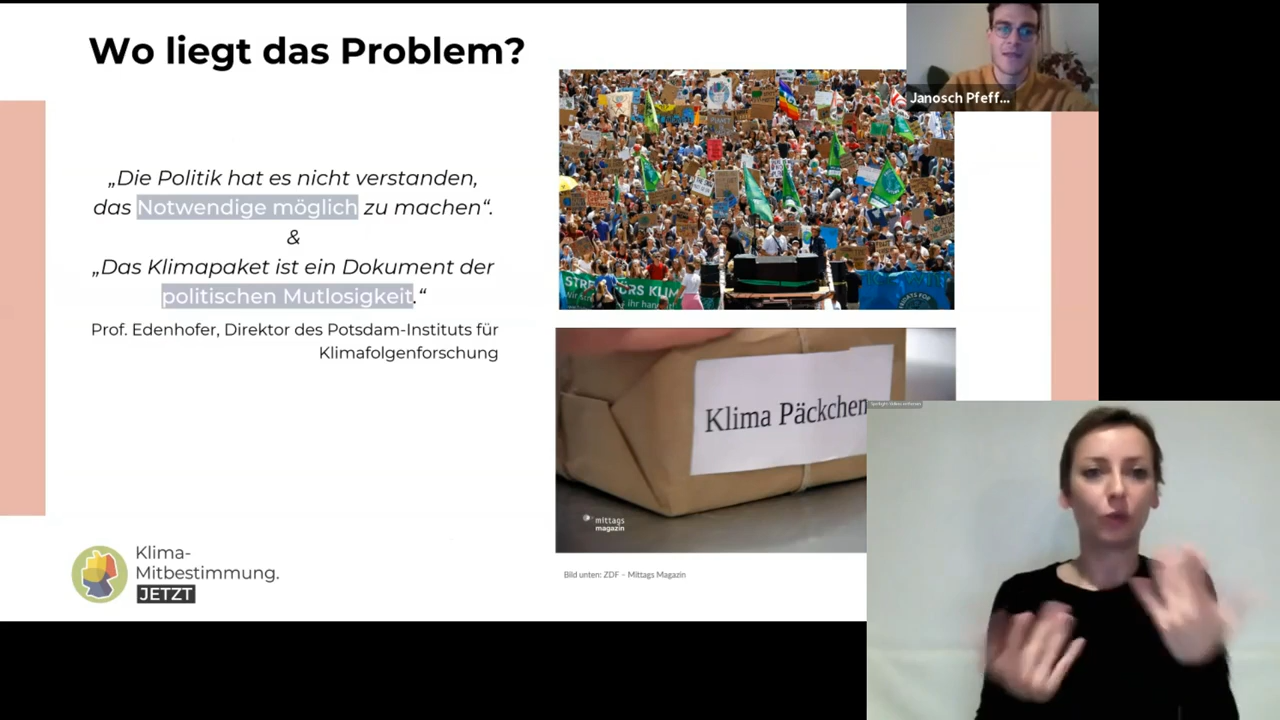 Wo liegt das Problem?
Janosch Pfeff...
„Die Politik hat es nicht verstanden,
das Notwendige möglich zu machen“.
&
„Das Klimapaket ist ein Dokument der
politischen Mutlosigkeit.“
Prof. Edenhofer, Direktor des Potsdam-Instituts für
Klimafolgenforschung
Klima Päckchen
mittags
magazin
Bild unten: ZDF - Mittags Magazin
Klima-
Mitbestimmung.
JETZT